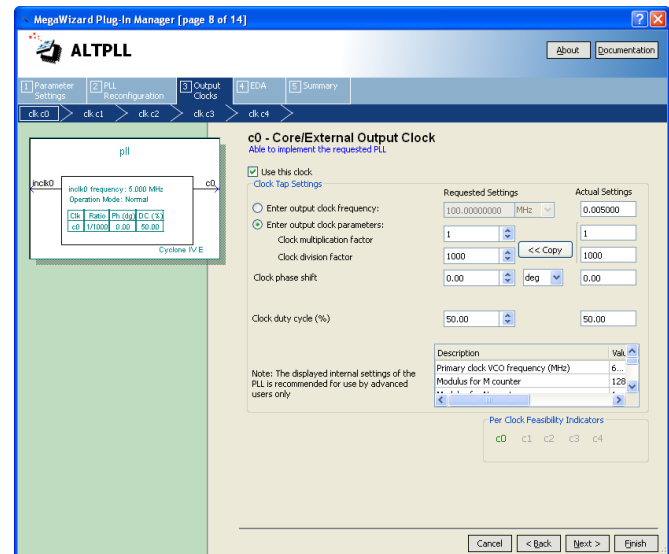 MegaWizard Plug-In Manager [page 8 of 14]
ALTPLL
About
Documentation
1 Parameter Settings
2 PLL Reconfiguration
3 Output Clocks
4 EDA
5 Summary
clk c0
clk c1
clk c2
clk c3
clk c4
pll
inclk0
c0
inclk0 frequency: 5.000 MHz
Operation Mode: Normal
Clk Ratio Ph (dg) DC (%)
c0 1/1000 0.00 50.00
Cyclone IV E
c0 - Core/External Output Clock
Able to implement the requested PLL
Use this clock
Clock Tap Settings
Requested Settings
Actual Settings
Enter output clock frequency:
100.00000000 MHz
0.005000
Enter output clock parameters:
Clock multiplication factor
1
1
Clock division factor
1000
<< Copy
1000
Clock phase shift
0.00
deg
0.00
Clock duty cycle (%)
50.00
50.00
Note: The displayed internal settings of the
PLL is recommended for use by advanced
users only
Description
Primary clock VCO frequency (MHz) 6...
Modulus for M counter 128
Per Clock Feasibility Indicators
c0 c1 c2 c3 c4
Cancel
< Back
Next >
Finish